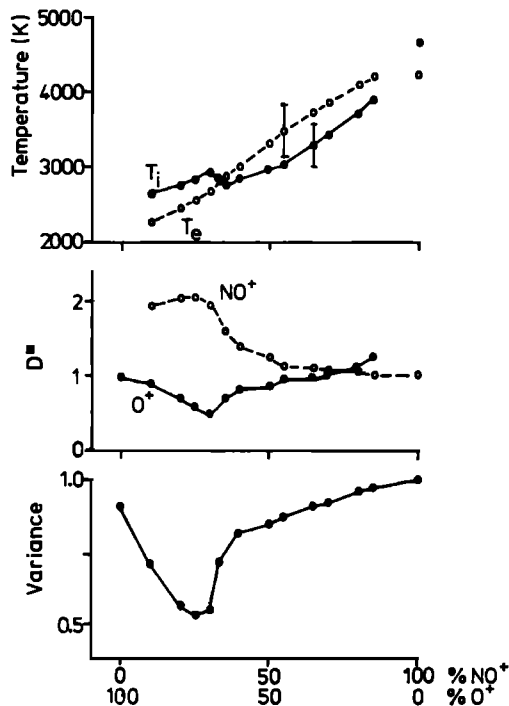 Temperature (K)
5000
4000
3000
2000
Ti
Te
D*
2
1
0
NO+
O+
Variance
1.0
0.5
0 50 100 % NO+
100 50 0 % O+